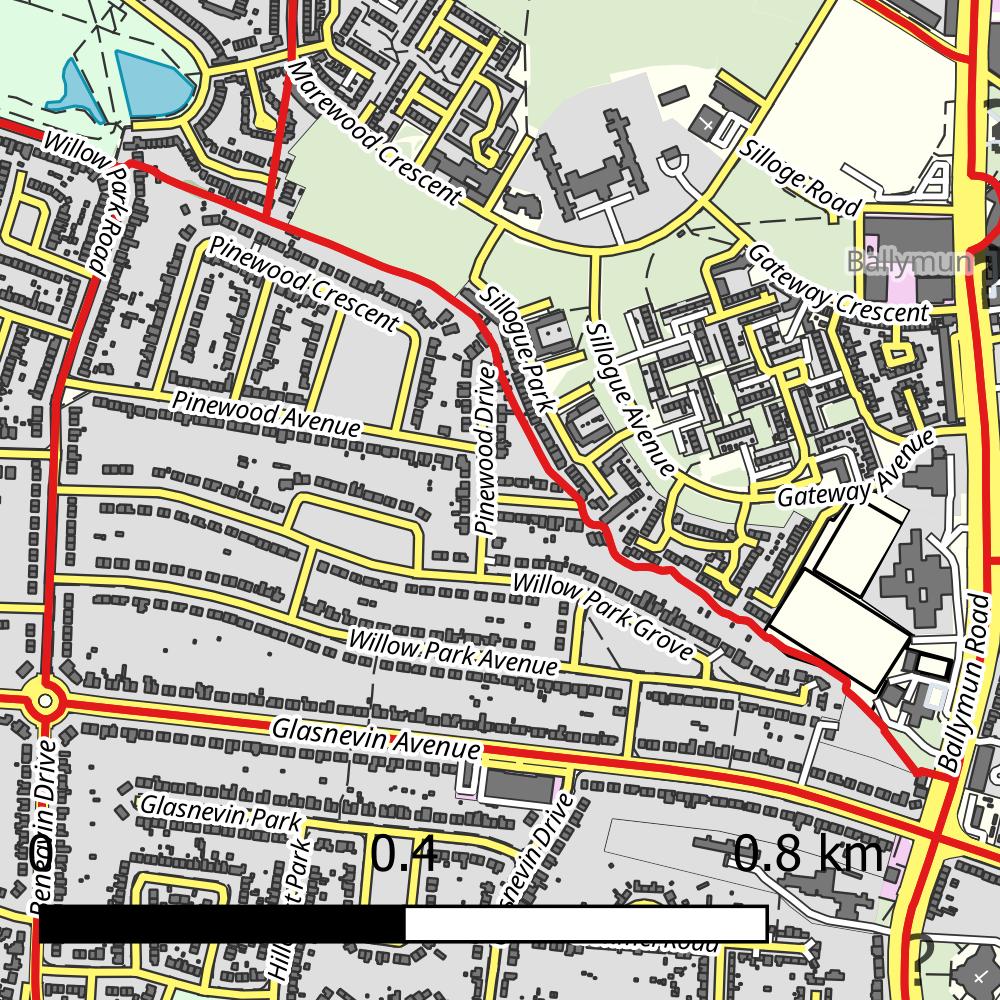 Marewood Crescent
Willow Park Road
Silloge Road
Pinewood Crescent
Ballymun
Gateway Crescent
Sillogue Park
Sillogue Avenue
Pinewood Drive
Pinewood Avenue
Gateway Avenue
Willow Park Grove
Willow Park Avenue
Ballymun Road
Glasnevin Avenue
Glasnevin Park
0
0.4
0.8 km